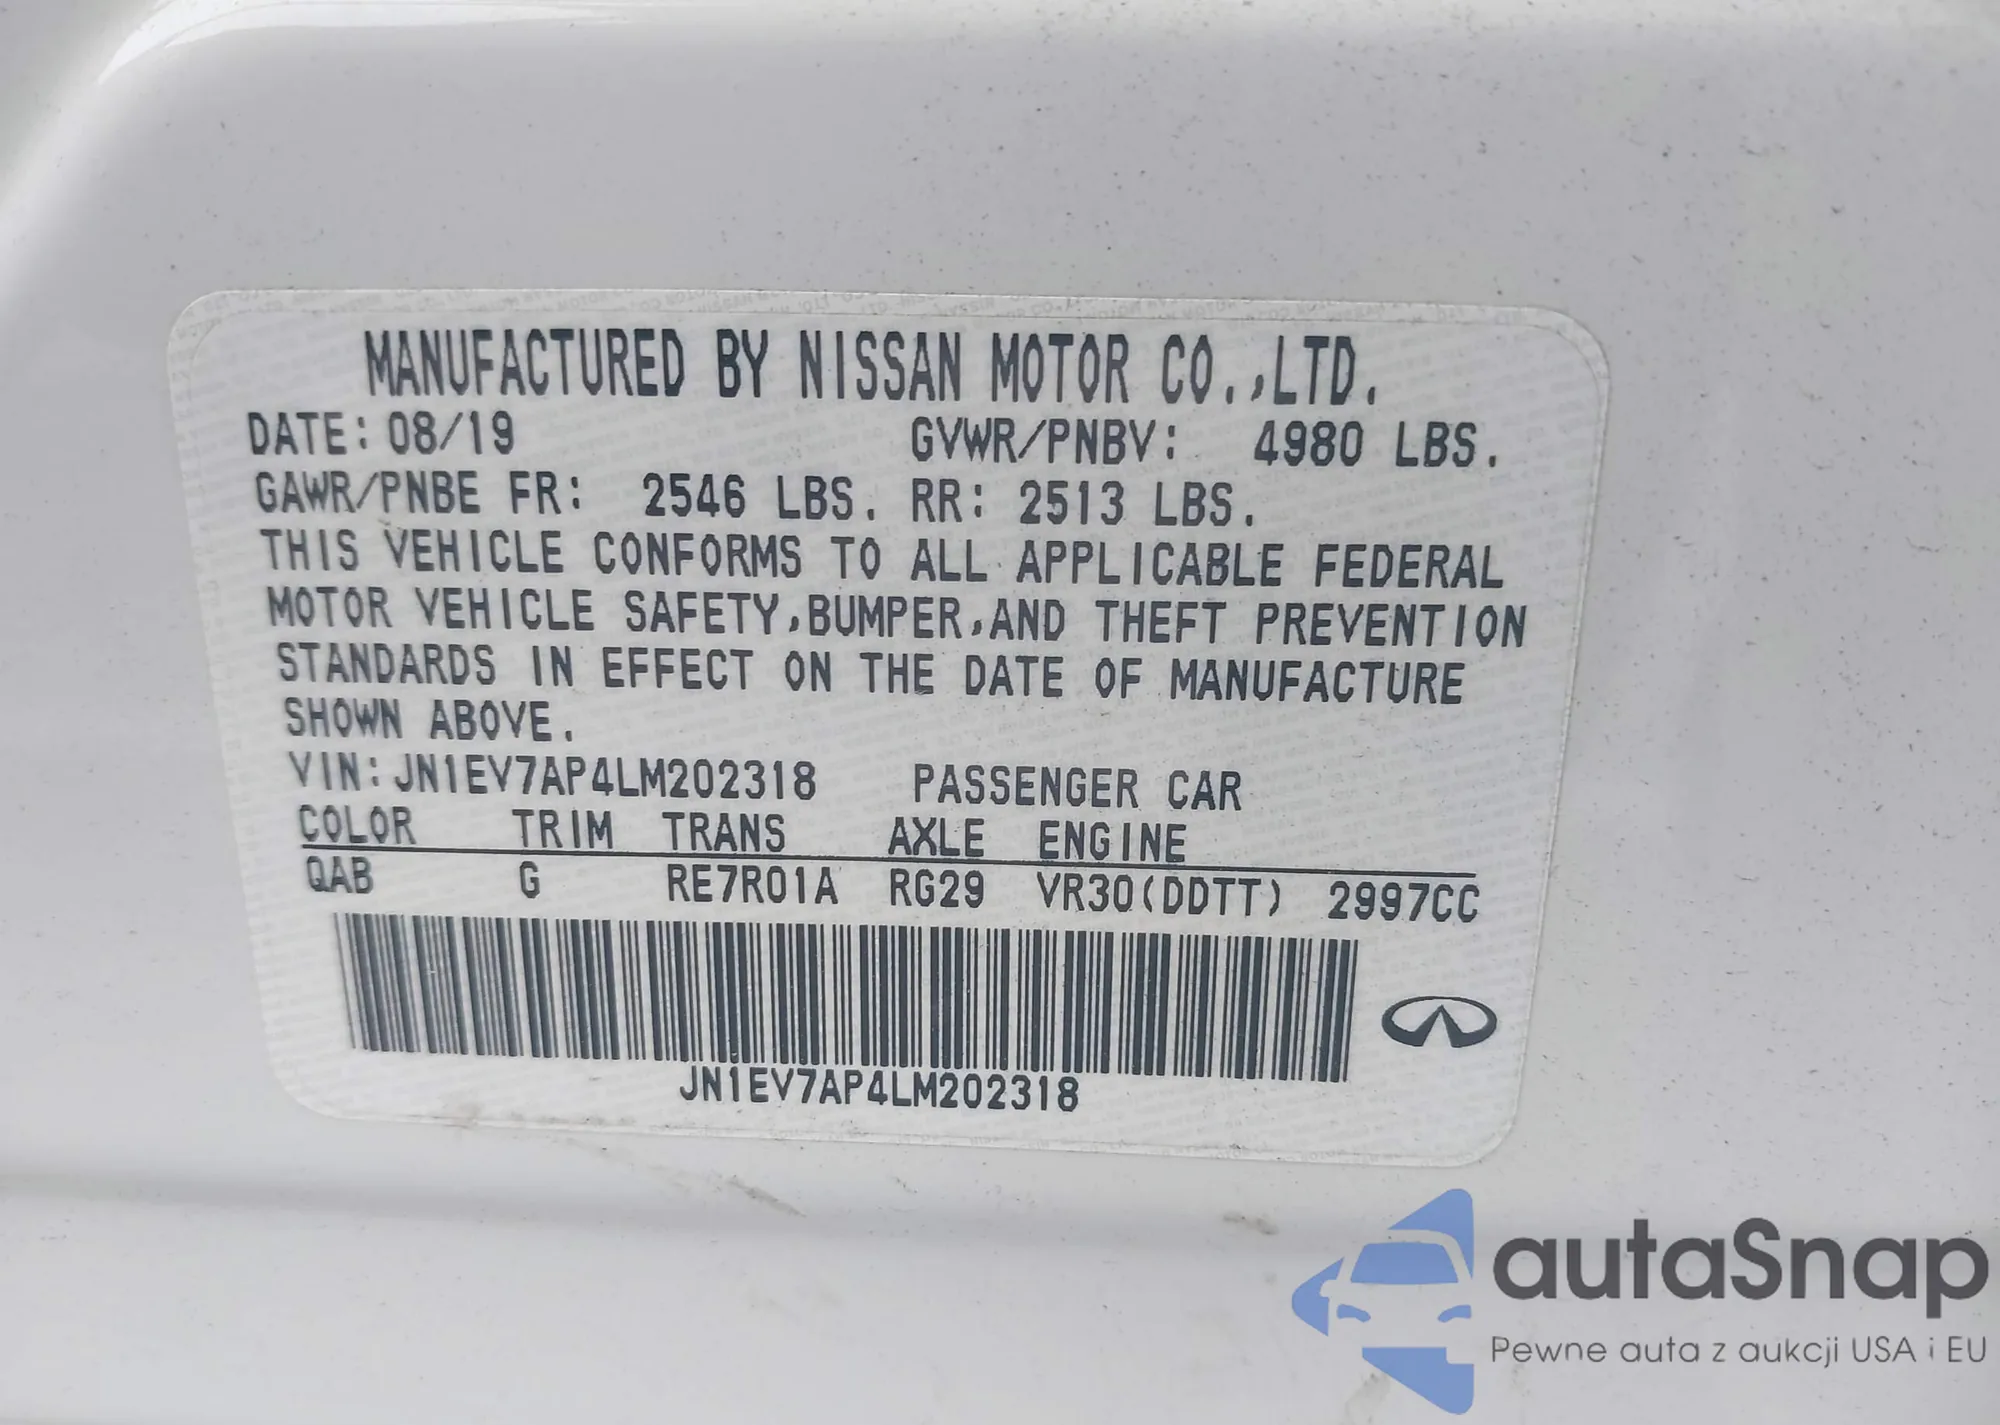 MANUFACTURED BY NISSAN MOTOR CO.,LTD.
DATE: 08/19 GVWR/PNBV: 4980 LBS.
GAWR/PNBE FR: 2546 LBS. RR: 2513 LBS.
THIS VEHICLE CONFORMS TO ALL APPLICABLE FEDERAL
MOTOR VEHICLE SAFETY,BUMPER,AND THEFT PREVENTION
STANDARDS IN EFFECT ON THE DATE OF MANUFACTURE
SHOWN ABOVE.
VIN:JN1EV7AP4LM202318 PASSENGER CAR
COLOR TRIM TRANS AXLE ENGINE
QAB G RE7R01A RG29 VR30(DDTT) 2997CC
JN1EV7AP4LM202318
autaSnap
Pewne auta z aukcji USA i EU